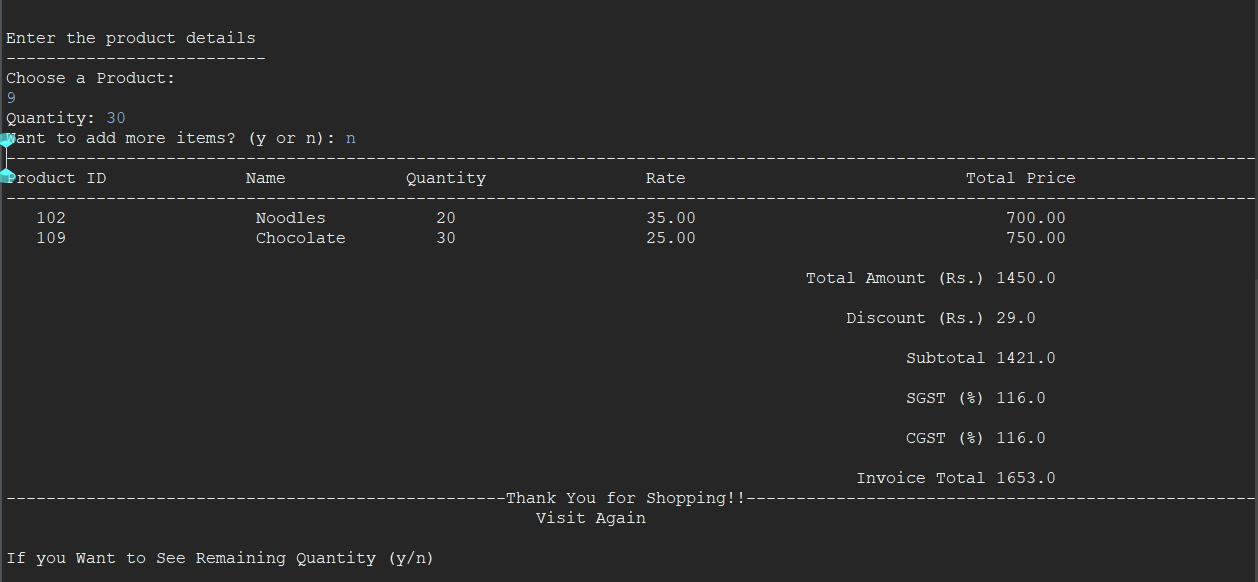 Enter the product details
--------------------------
Choose a Product:
9
Quantity: 30
Want to add more items? (y or n): n
-----------------------------------------------------------------------------------------------------------------------------
Product ID Name Quantity Rate Total Price
-----------------------------------------------------------------------------------------------------------------------------
102 Noodles 20 35.00 700.00
109 Chocolate 30 25.00 750.00
Total Amount (Rs.) 1450.0
Discount (Rs.) 29.0
Subtotal 1421.0
SGST (%) 116.0
CGST (%) 116.0
Invoice Total 1653.0
--------------------------------------------------Thank You for Shopping!!---------------------------------------------------
Visit Again
If you Want to See Remaining Quantity (y/n)